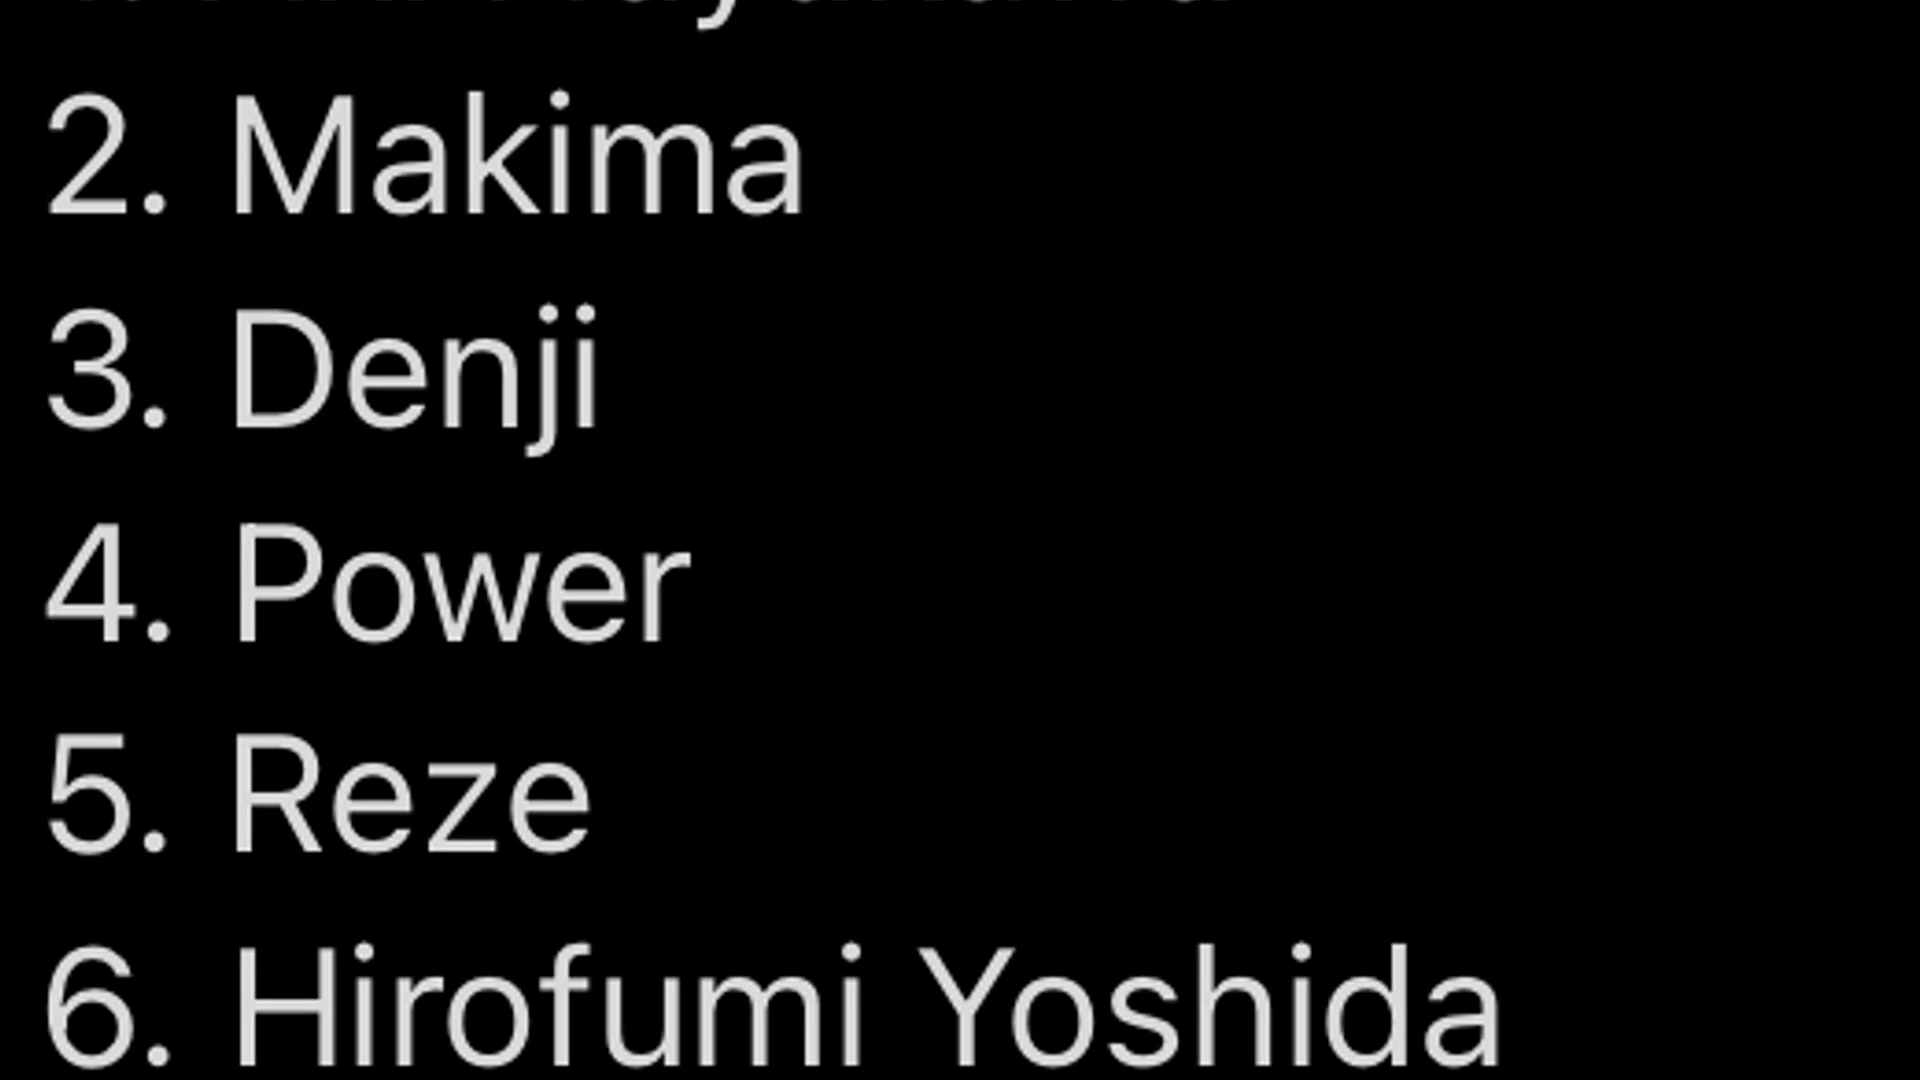 2. Makima
3. Denji
4. Power
5. Reze
6. Hirofumi Yoshida